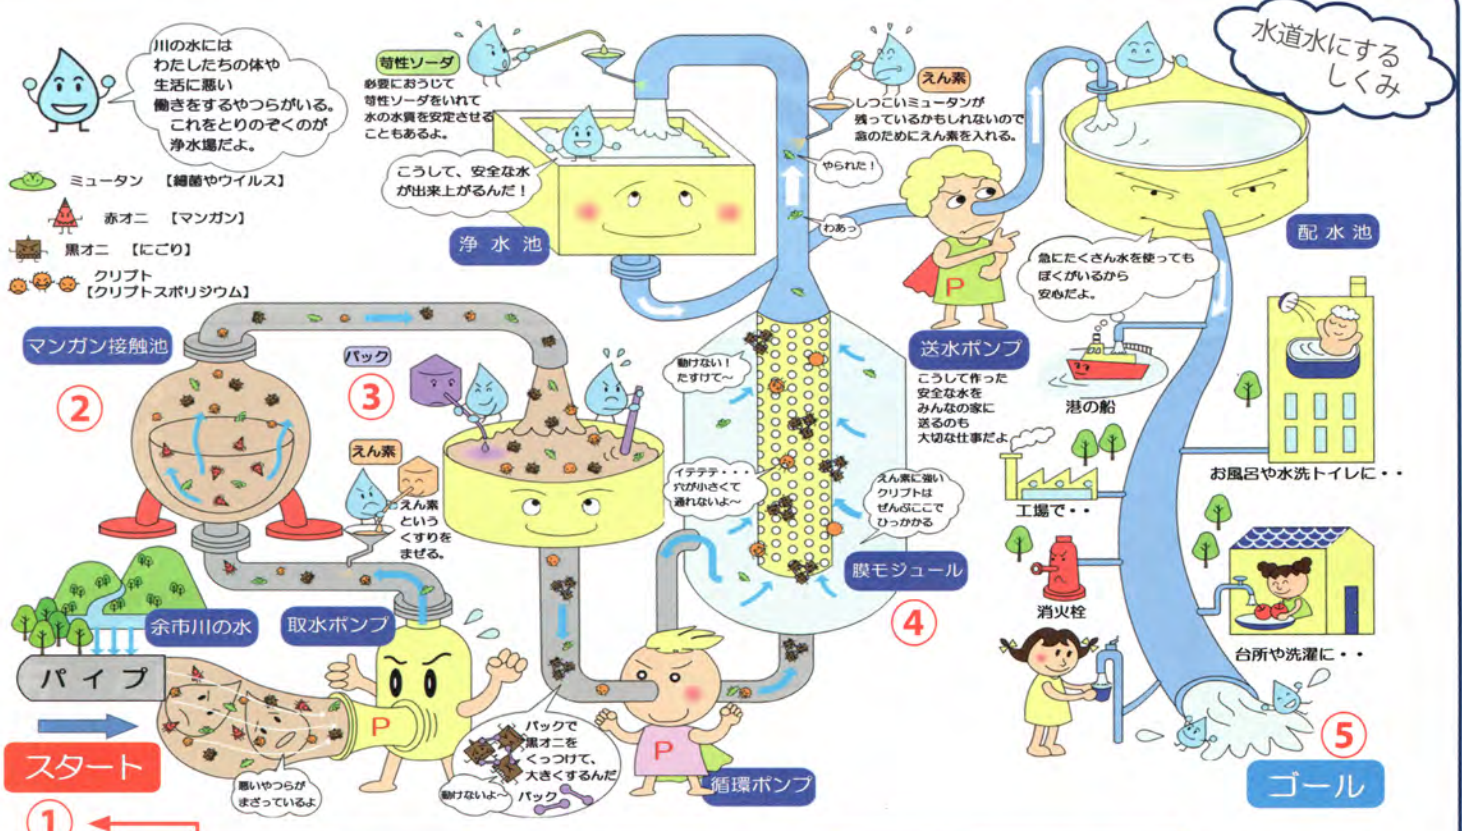 水道水にする
しくみ
川の水には
わたしたちの体や
生活に悪い
働きをするやつらがいる。
これをとりのぞくのが
浄水場だよ。
ミュータン 【細菌やウイルス】
赤オニ 【マンガン】
黒オニ 【にごり】
クリプト
【クリプトスポリジウム】
苛性ソーダ
必要におうじて
苛性ソーダをいれて
水の水質を安定させる
こともあるよ。
こうして、安全な水
が出来上がるんだ!
浄水池
えん素
しつこいミュータンが
残っているかもしれないので
念のためにえん素を入れる。
やられた!
わあっ
P
配水池
急にたくさん水を使っても
ぼくがいるから
安心だよ。
送水ポンプ
こうして作った
安全な水を
みんなの家に
送るのも
大切な仕事だよ
港の船
お風呂や水洗トイレに・・
工場で・・
消火栓
台所や洗濯に・・
マンガン接触池
②
パック
③
えん素
えん素
という
くすりを
まぜる。
動けない!
たすけて〜
イテテテ・・・
穴が小さくて
通れないよ〜
えん素に強い
クリプトは
ぜんぶここで
ひっかかる
膜モジュール
④
余市川の水
取水ポンプ
パイプ
P
スタート
①
悪いやつらが
まざっているよ
パックで
黒オニを
くっつけて、
大きくするんだ
動けないよ〜
パック
P
循環ポンプ
⑤
ゴール